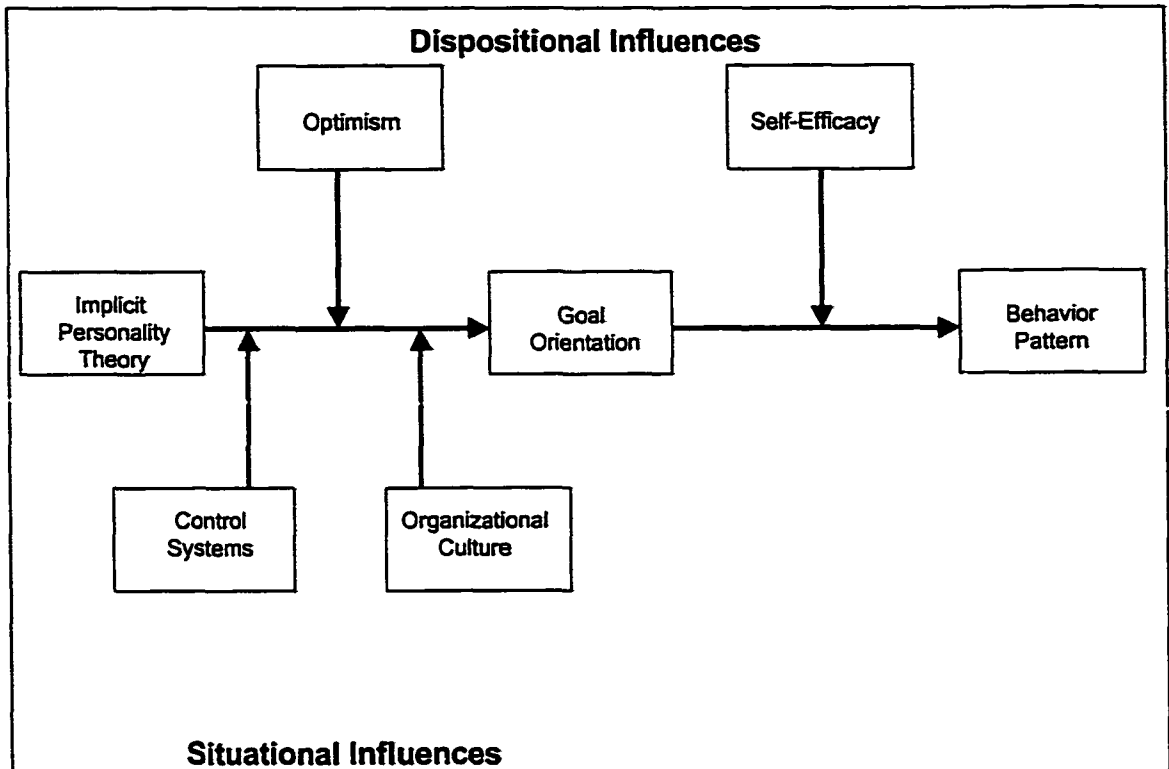 Dispositional Influences
Optimism
Self-Efficacy
Implicit
Personality
Theory
Goal
Orientation
Behavior
Pattern
Control
Systems
Organizational
Culture
Situational Influences